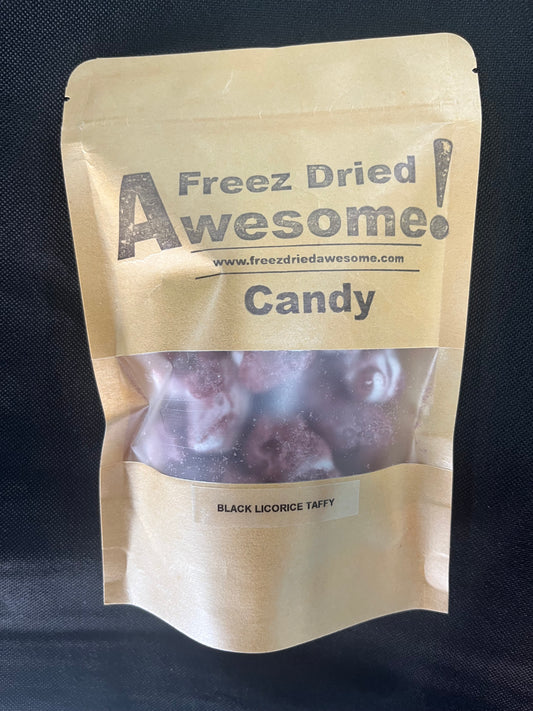 Freez Dried
Awesome!
www.freezdriedawesome.com
Candy
BLACK LICORICE TAFFY